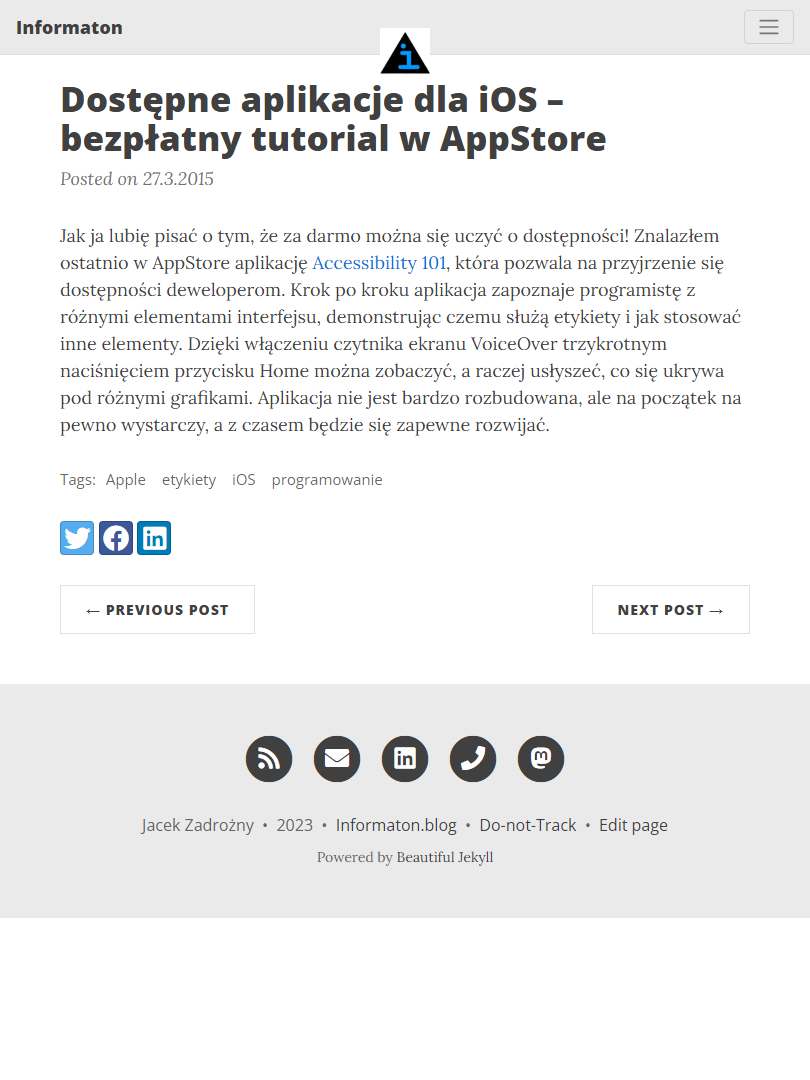 Informaton
i
Dostępne aplikacje dla iOS –
bezpłatny tutorial w AppStore
Posted on 27.3.2015
Jak ja lubię pisać o tym, że za darmo można się uczyć o dostępności! Znalazłem
ostatnio w AppStore aplikację Accessibility 101, która pozwala na przyjrzenie się
dostępności deweloperom. Krok po kroku aplikacja zapoznaje programistę z
różnymi elementami interfejsu, demonstrując czemu służą etykiety i jak stosować
inne elementy. Dzięki włączeniu czytnika ekranu VoiceOver trzykrotnym
naciśnięciem przycisku Home można zobaczyć, a raczej usłyszeć, co się ukrywa
pod różnymi grafikami. Aplikacja nie jest bardzo rozbudowana, ale na początek na
pewno wystarczy, a z czasem będzie się zapewne rozwijać.
Tags: Apple etykiety iOS programowanie
← PREVIOUS POST NEXT POST →
Jacek Zadrożny • 2023 • Informaton.blog • Do-not-Track • Edit page
Powered by Beautiful Jekyll